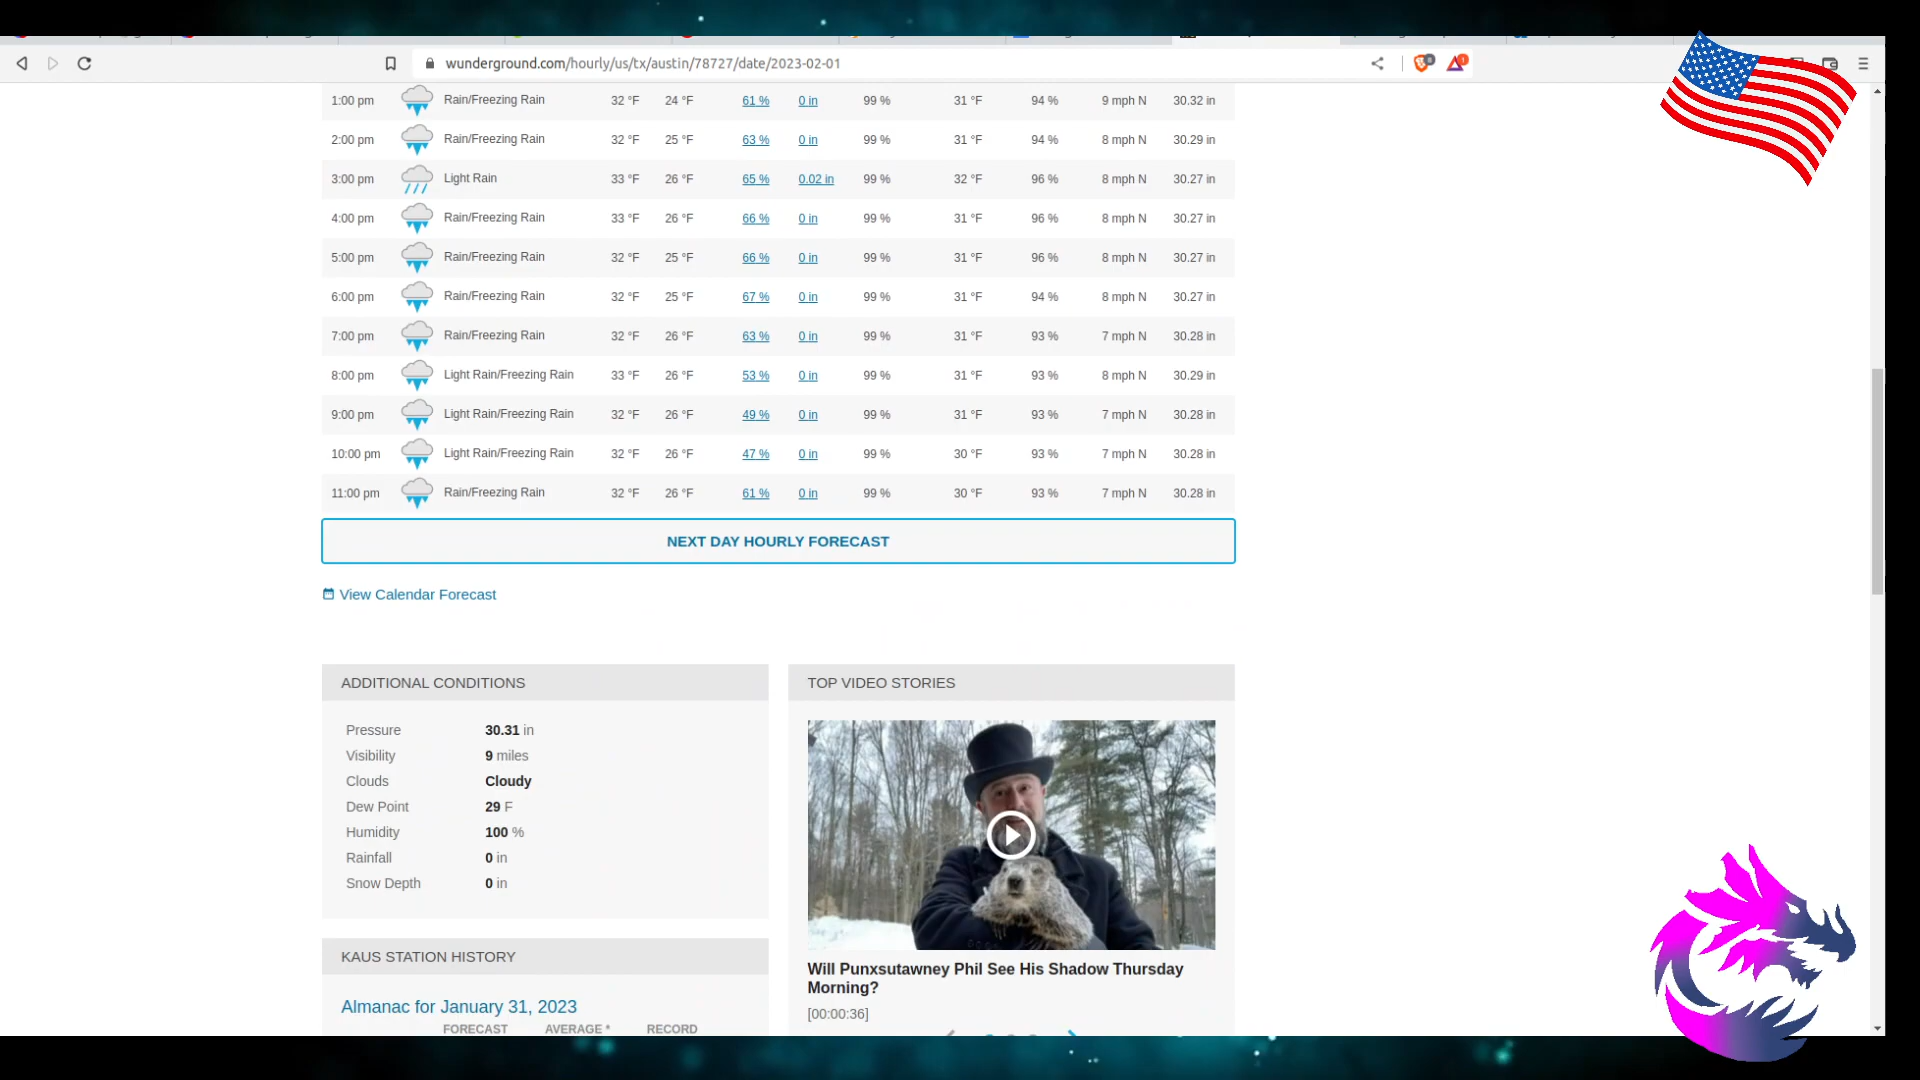 wunderground.com/hourly/us/tx/austin/78727/date/2023-02-01
1:00 pm Rain/Freezing Rain 32 °F 24 °F 61 % 0 in 99 % 31 °F 94 % 9 mph N 30.32 in
2:00 pm Rain/Freezing Rain 32 °F 25 °F 63 % 0 in 99 % 31 °F 94 % 8 mph N 30.29 in
3:00 pm Light Rain 33 °F 26 °F 65 % 0.02 in 99 % 32 °F 96 % 8 mph N 30.27 in
4:00 pm Rain/Freezing Rain 33 °F 26 °F 66 % 0 in 99 % 31 °F 96 % 8 mph N 30.27 in
5:00 pm Rain/Freezing Rain 32 °F 25 °F 66 % 0 in 99 % 31 °F 96 % 8 mph N 30.27 in
6:00 pm Rain/Freezing Rain 32 °F 25 °F 67 % 0 in 99 % 31 °F 94 % 8 mph N 30.27 in
7:00 pm Rain/Freezing Rain 32 °F 26 °F 63 % 0 in 99 % 31 °F 93 % 7 mph N 30.28 in
8:00 pm Light Rain/Freezing Rain 33 °F 26 °F 53 % 0 in 99 % 31 °F 93 % 8 mph N 30.29 in
9:00 pm Light Rain/Freezing Rain 32 °F 26 °F 49 % 0 in 99 % 31 °F 93 % 7 mph N 30.28 in
10:00 pm Light Rain/Freezing Rain 32 °F 26 °F 47 % 0 in 99 % 30 °F 93 % 7 mph N 30.28 in
11:00 pm Rain/Freezing Rain 32 °F 26 °F 61 % 0 in 99 % 30 °F 93 % 7 mph N 30.28 in
NEXT DAY HOURLY FORECAST
View Calendar Forecast
ADDITIONAL CONDITIONS
Pressure 30.31 in
Visibility 9 miles
Clouds Cloudy
Dew Point 29 F
Humidity 100 %
Rainfall 0 in
Snow Depth 0 in
KAUS STATION HISTORY
Almanac for January 31, 2023
FORECAST AVERAGE * RECORD
TOP VIDEO STORIES
Will Punxsutawney Phil See His Shadow Thursday
Morning?
[00:00:36]